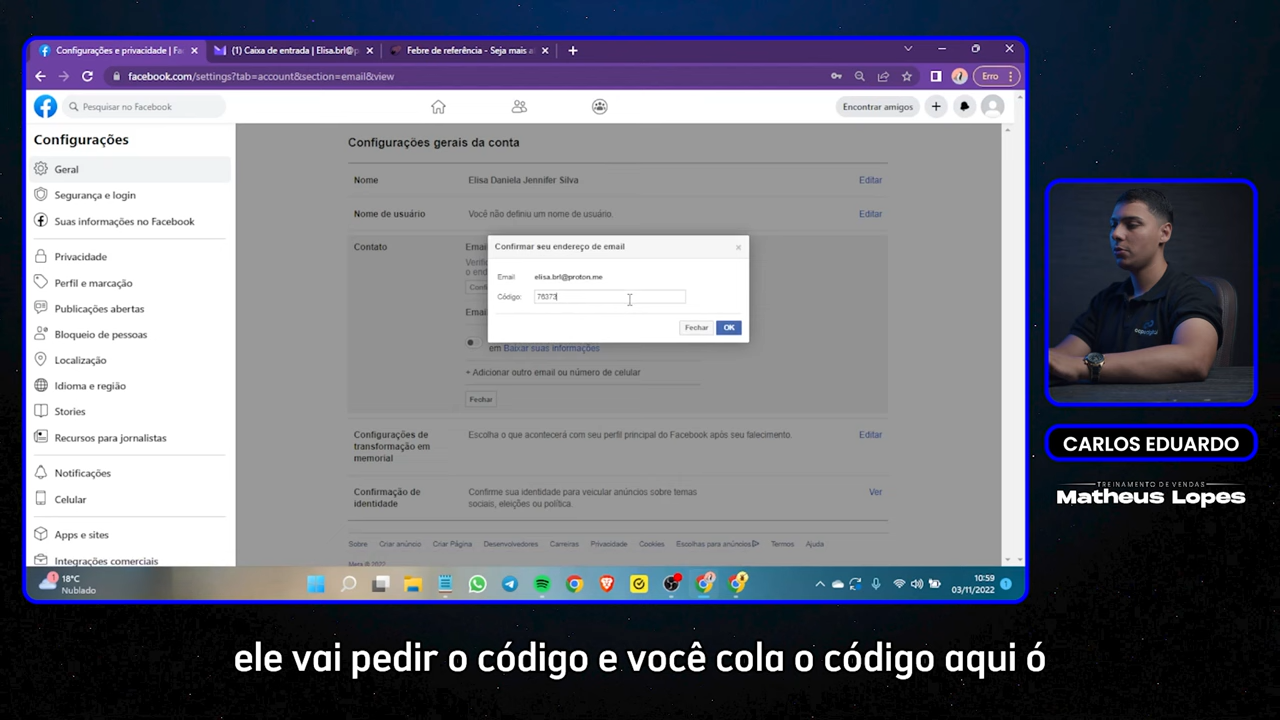 Configurações e privacidade | Fa
(1) Caixa de entrada | Elisa.brl@p
Febre de referência - Seja mais a
facebook.com/settings?tab=account&section=email&view
Erro
Pesquisar no Facebook
Encontrar amigos
Configurações
Geral
Segurança e login
Suas informações no Facebook
Privacidade
Perfil e marcação
Publicações abertas
Bloqueio de pessoas
Localização
Idioma e região
Stories
Recursos para jornalistas
Notificações
Celular
Apps e sites
Integrações comerciais
Configurações gerais da conta
Nome Elisa Daniela Jennifer Silva Editar
Nome de usuário Você não definiu um nome de usuário. Editar
Contato
Confirmar seu endereço de email
Email elisa.brl@proton.me
Código: 76373
Fechar OK
em Baixar suas informações
+ Adicionar outro email ou número de celular
Fechar
Configurações de transformação em memorial
Escolha o que acontecerá com seu perfil principal do Facebook após seu falecimento. Editar
Confirmação de identidade
Confirme sua identidade para veicular anúncios sobre temas
sociais, eleições ou política. Ver
Sobre Criar anúncio Criar Página Desenvolvedores Carreiras Privacidade Cookies Escolhas para anúncios Termos Ajuda
Meta © 2022
18°C
Nublado
10:59
03/11/2022
CARLOS EDUARDO
TREINAMENTO DE VENDAS
Matheus Lopes
ele vai pedir o código e você cola o código aqui ó